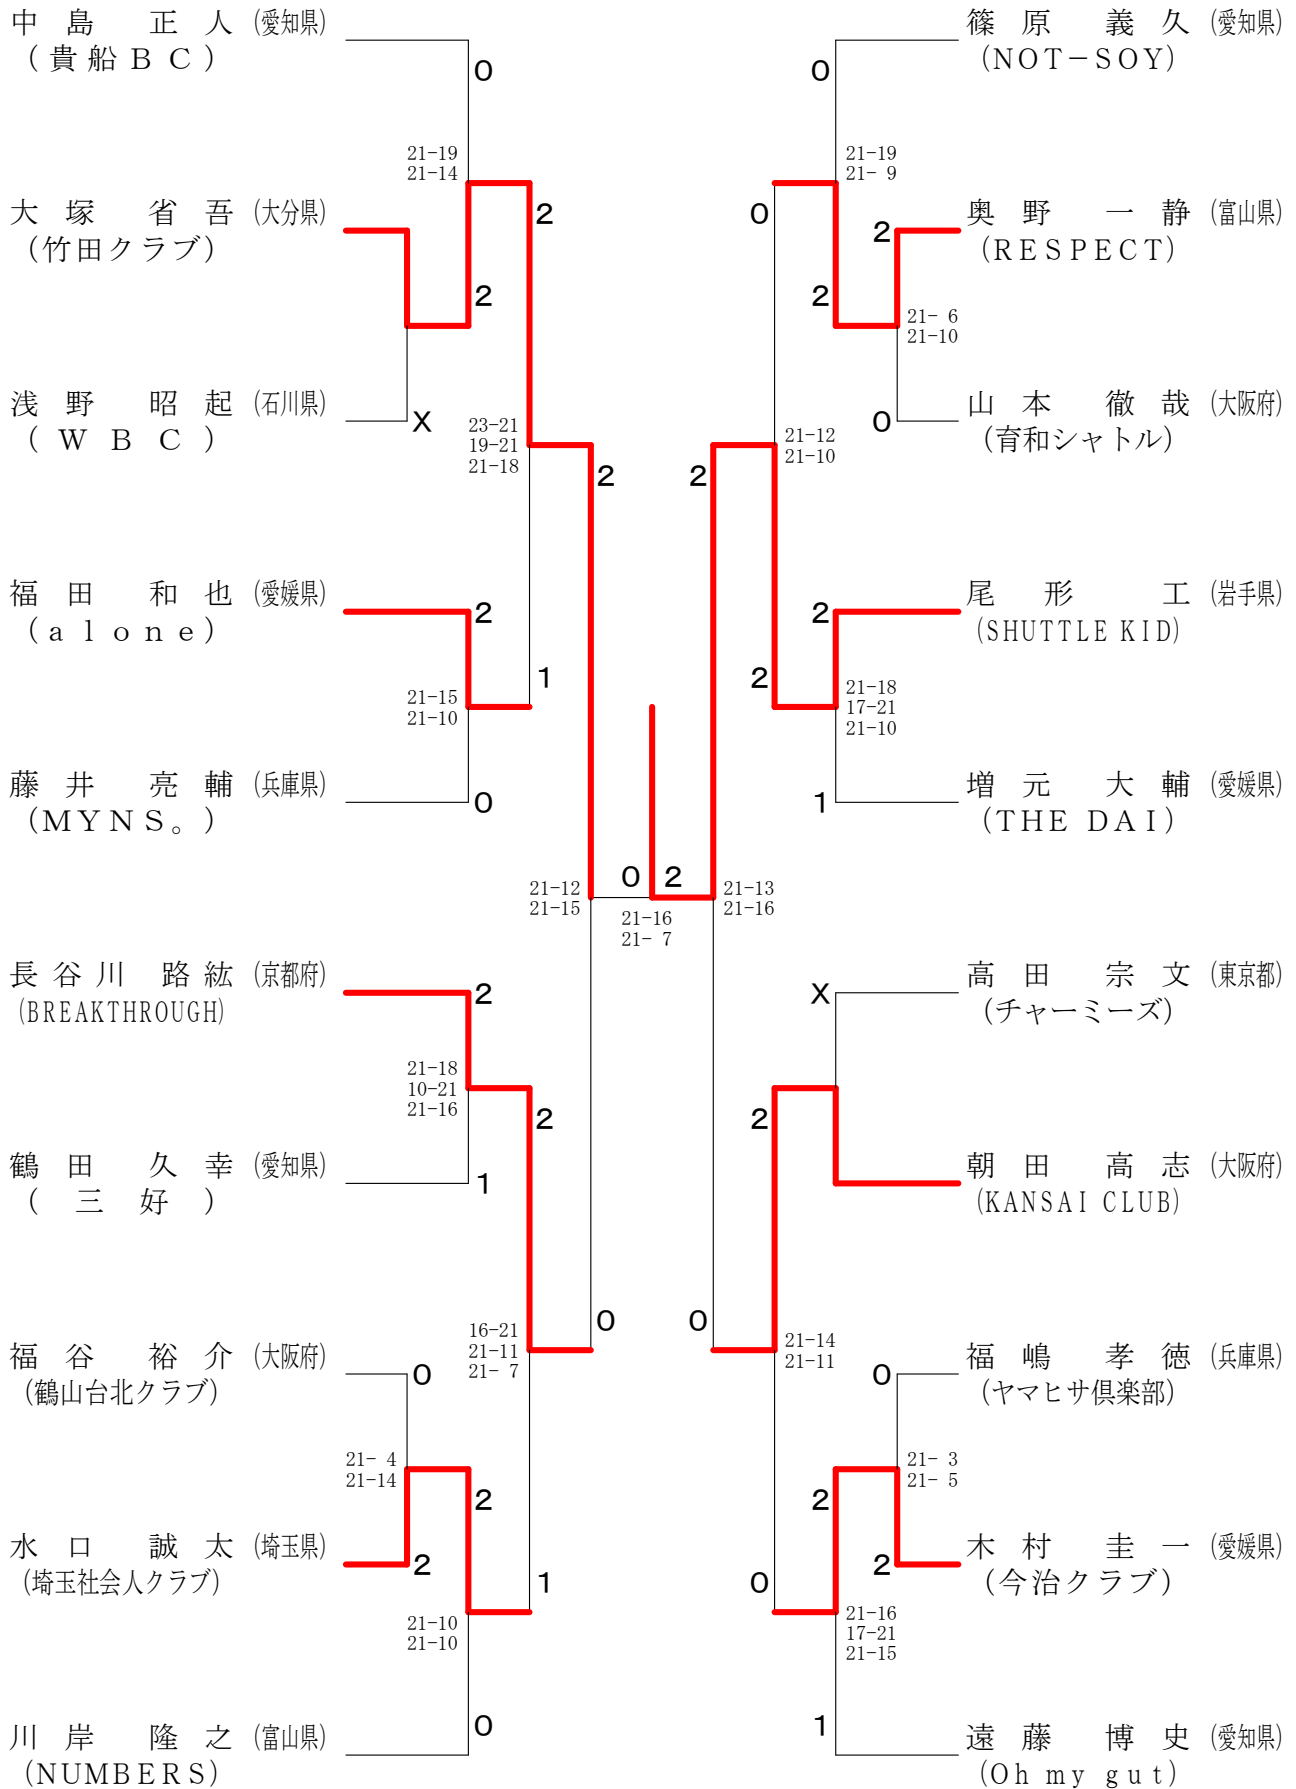 中島 正人 (愛知県)
(貴船BC)
0
21-19
21-14
大塚 省吾 (大分県)
(竹田クラブ)
2
2
浅野 昭起 (石川県)
(WBC)
X
23-21
19-21
21-18
2
福田 和也 (愛媛県)
(alone)
2
1
21-15
21-10
藤井 亮輔 (兵庫県)
(MYNS。)
0
21-12
21-15
長谷川 路紘 (京都府)
(BREAKTHROUGH)
2
21-18
10-21
21-16
2
鶴田 久幸 (愛知県)
(三好)
1
16-21
21-11
21- 7
0
福谷 裕介 (大阪府)
(鶴山台北クラブ)
0
21- 4
21-14
2
水口 誠太 (埼玉県)
(埼玉社会人クラブ)
2
1
21-10
21-10
川岸 隆之 (富山県)
(NUMBERS)
0
0 2
21-16
21- 7
篠原 義久 (愛知県)
(NOT-SOY)
0
21-19
21- 9
0
奥野 一静 (富山県)
(RESPECT)
2
2
21- 6
21-10
山本 徹哉 (大阪府)
(育和シャトル)
0
21-12
21-10
2
尾形 工 (岩手県)
(SHUTTLE KID)
2
2
21-18
17-21
21-10
増元 大輔 (愛媛県)
(THE DAI)
1
21-13
21-16
高田 宗文 (東京都)
(チャーミーズ)
X
2
朝田 高志 (大阪府)
(KANSAI CLUB)
0
21-14
21-11
福嶋 孝徳 (兵庫県)
(ヤマヒサ倶楽部)
0
21- 3
21- 5
2
木村 圭一 (愛媛県)
(今治クラブ)
2
0
21-16
17-21
21-15
遠藤 博史 (愛知県)
(Oh my gut)
1